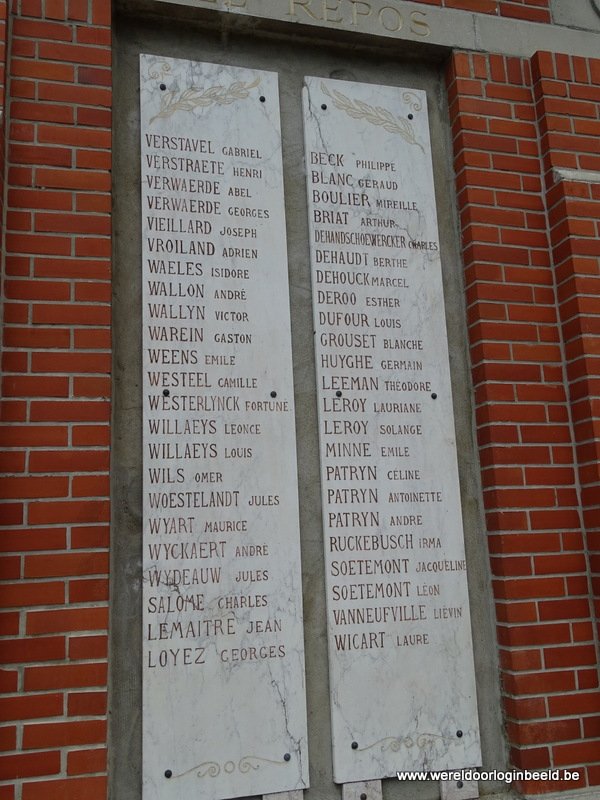 REPOS
VERSTAVEL GABRIEL
VERSTRAETE HENRI
VERWAERDE ABEL
VERWAERDE GEORGES
VIEILLARD JOSEPH
VROILAND ADRIEN
WAELES ISIDORE
WALLON ANDRÉ
WALLYN VICTOR
WAREIN GASTON
WEENS EMILE
WESTEEL CAMILLE
WESTERLYNCK FORTUNÉ
WILLAEYS LEONCE
WILLAEYS LOUIS
WILS OMER
WOESTELANDT JULES
WYART MAURICE
WYCKAERT ANDRÉ
WYDEAUW JULES
SALOMÉ CHARLES
LEMAITRE JEAN
LOYEZ GEORGES
BECK PHILIPPE
BLANC GERAUD
BOULIER MIREILLE
BRIAT ARTHUR
DEHANDSCHOEWERCKER CHARLES
DEHAUDT BERTHE
DEHOUCK MARCEL
DEROO ESTHER
DUFOUR LOUIS
GROUSET BLANCHE
HUYGHE GERMAIN
LEEMAN THÉODORE
LEROY LAURIANE
LEROY SOLANGE
MINNE EMILE
PATRYN CÉLINE
PATRYN ANTOINETTE
PATRYN ANDRE
RUCKEBUSCH IRMA
SOETEMONT JACQUELINE
SOETEMONT LÉON
VANNEUFVILLE LIÉVIN
WICART LAURE
www.wereldoorloginbeeld.be